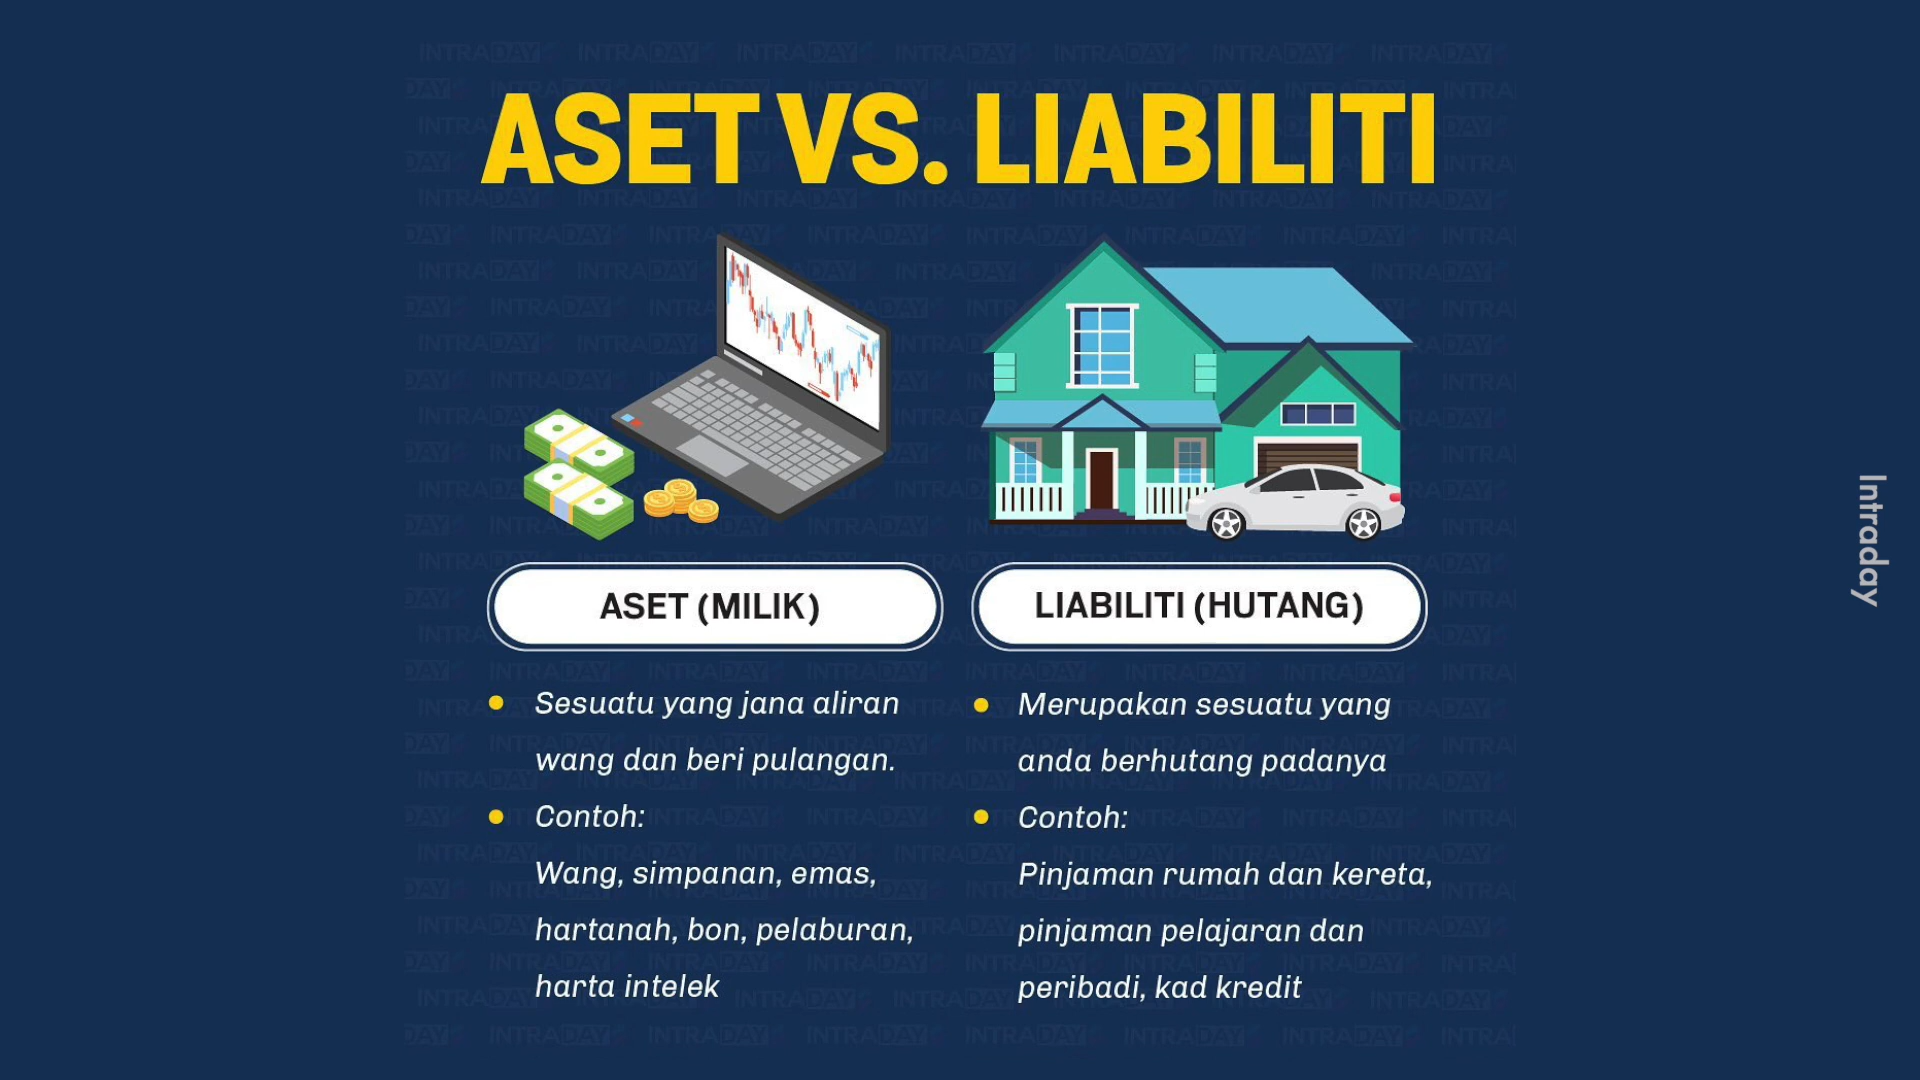 ASET VS. LIABILITI
ASET (MILIK)
Sesuatu yang jana aliran
wang dan beri pulangan.
Contoh:
Wang, simpanan, emas,
hartanah, bon, pelaburan,
harta intelek
LIABILITI (HUTANG)
Merupakan sesuatu yang
anda berhutang padanya
Contoh:
Pinjaman rumah dan kereta,
pinjaman pelajaran dan
peribadi, kad kredit
Intraday